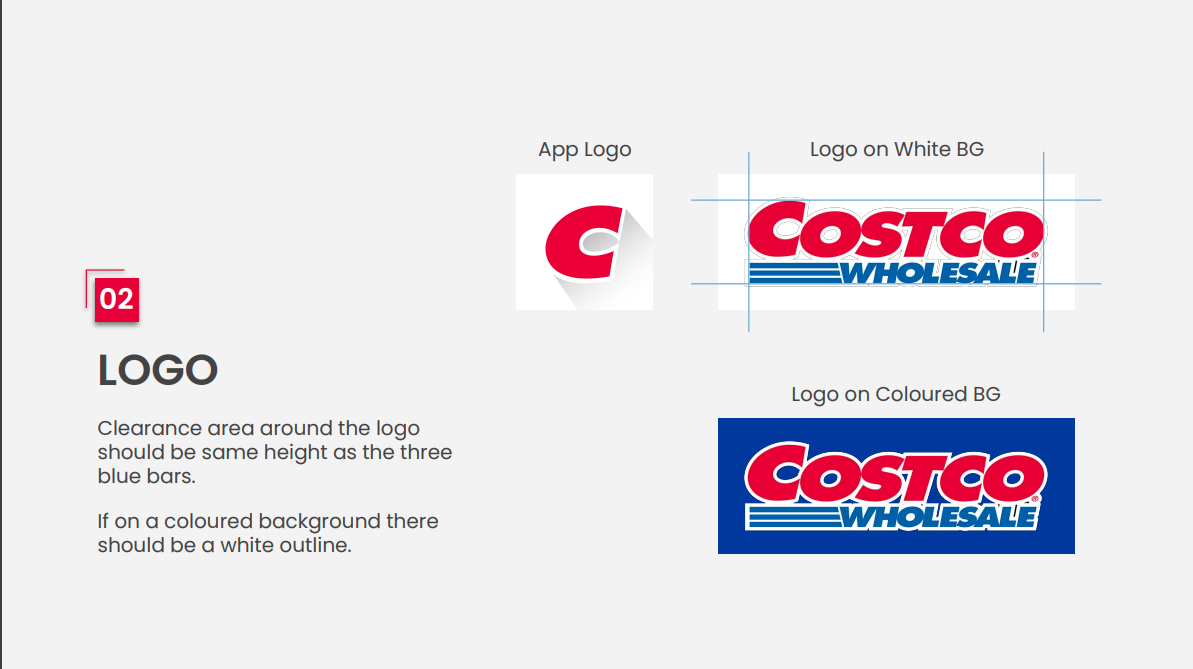 02
LOGO
Clearance area around the logo
should be same height as the three
blue bars.
If on a coloured background there
should be a white outline.
App Logo
C
Logo on White BG
COSTCO
®
WHOLESALE
Logo on Coloured BG
COSTCO
®
WHOLESALE